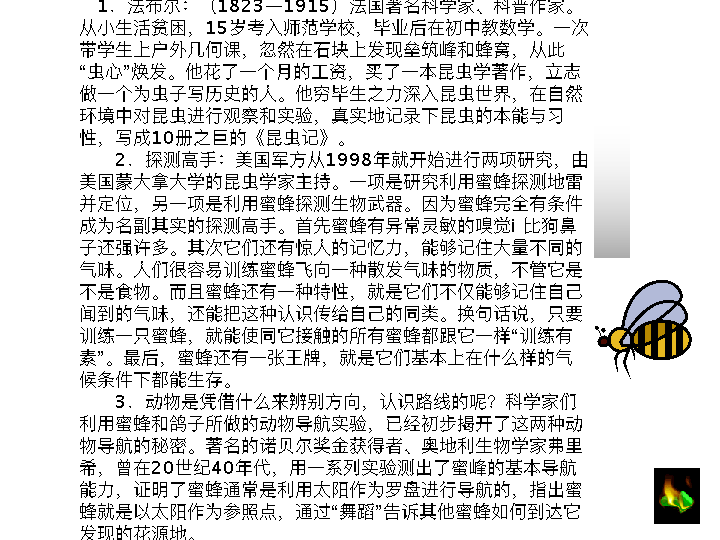 1．法布尔：（1823—1915）法国著名科学家、科普作家。
从小生活贫困，15岁考入师范学校，毕业后在初中教数学。一次
带学生上户外几何课，忽然在石块上发现垒筑峰和蜂窝，从此
“虫心”焕发。他花了一个月的工资，买了一本昆虫学著作，立志
做一个为虫子写历史的人。他穷毕生之力深入昆虫世界，在自然
环境中对昆虫进行观察和实验，真实地记录下昆虫的本能与习
性，写成10册之巨的《昆虫记》。
2．探测高手：美国军方从1998年就开始进行两项研究，由
美国蒙大拿大学的昆虫学家主持。一项是研究利用蜜蜂探测地雷
并定位，另一项是利用蜜蜂探测生物武器。因为蜜蜂完全有条件
成为名副其实的探测高手。首先蜜蜂有异常灵敏的嗅觉i 比狗鼻
子还强许多。其次它们还有惊人的记忆力，能够记住大量不同的
气味。人们很容易训练蜜蜂飞向一种散发气味的物质，不管它是
不是食物。而且蜜蜂还有一种特性，就是它们不仅能够记住自己
闻到的气味，还能把这种认识传给自己的同类。换句话说，只要
训练一只蜜蜂，就能使同它接触的所有蜜蜂都跟它一样“训练有
素”。最后，蜜蜂还有一张王牌，就是它们基本上在什么样的气
候条件下都能生存。
3．动物是凭借什么来辨别方向，认识路线的呢？科学家们
利用蜜蜂和鸽子所做的动物导航实验，已经初步揭开了这两种动
物导航的秘密。著名的诺贝尔奖金获得者、奥地利生物学家弗里
希，曾在20世纪40年代，用一系列实验测出了蜜峰的基本导航
能力，证明了蜜蜂通常是利用太阳作为罗盘进行导航的，指出蜜
蜂就是以太阳作为参照点，通过“舞蹈”告诉其他蜜蜂如何到达它
发现的花源地。